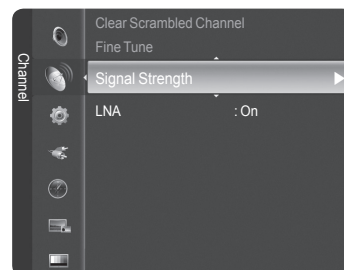 Channel
Clear Scrambled Channel
Fine Tune
Signal Strength
LNA : On